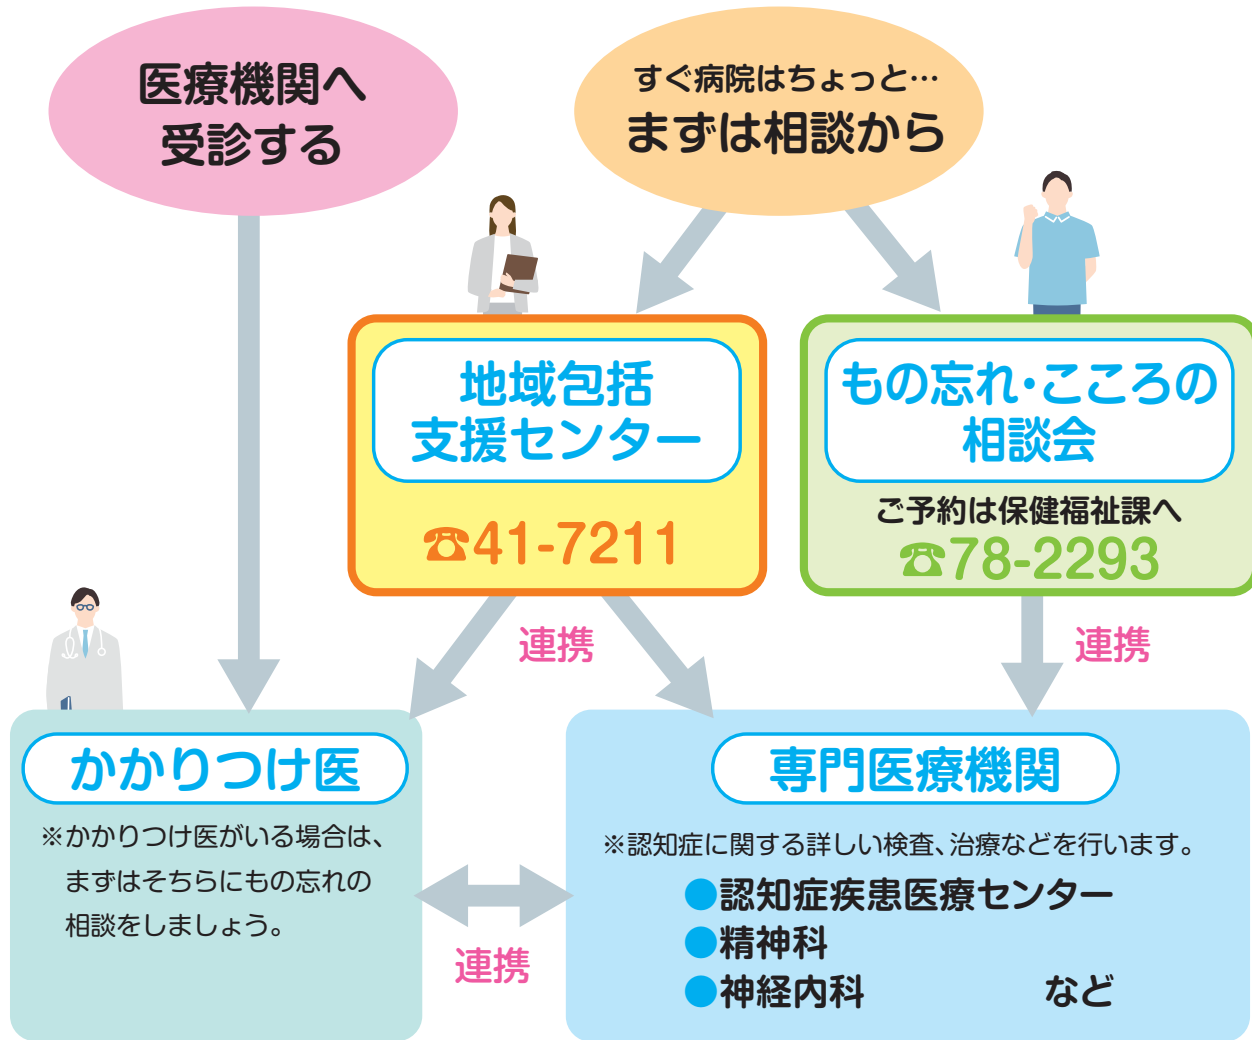 医療機関へ
受診する
すぐ病院はちょっと…
まずは相談から
地域包括
支援センター
☎41-7211
もの忘れ・こころの
相談会
ご予約は保健福祉課へ
☎78-2293
連携
連携
かかりつけ医
※かかりつけ医がいる場合は、
まずはそちらにもの忘れの
相談をしましょう。
連携
専門医療機関
※認知症に関する詳しい検査、治療などを行います。
●認知症疾患医療センター
●精神科
●神経内科 など